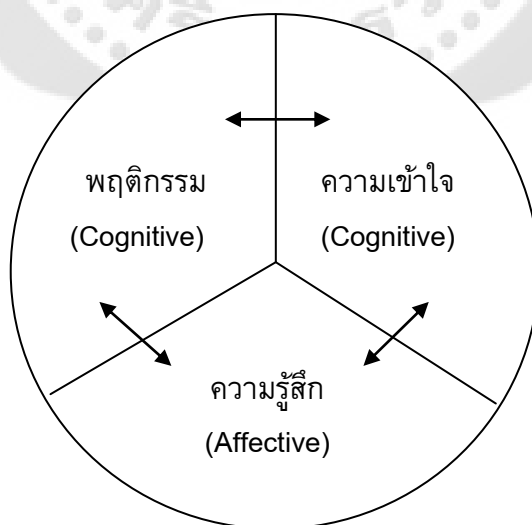 พฤติกรรม
(Cognitive)
ความเข้าใจ
(Cognitive)
ความรู้สึก
(Affective)